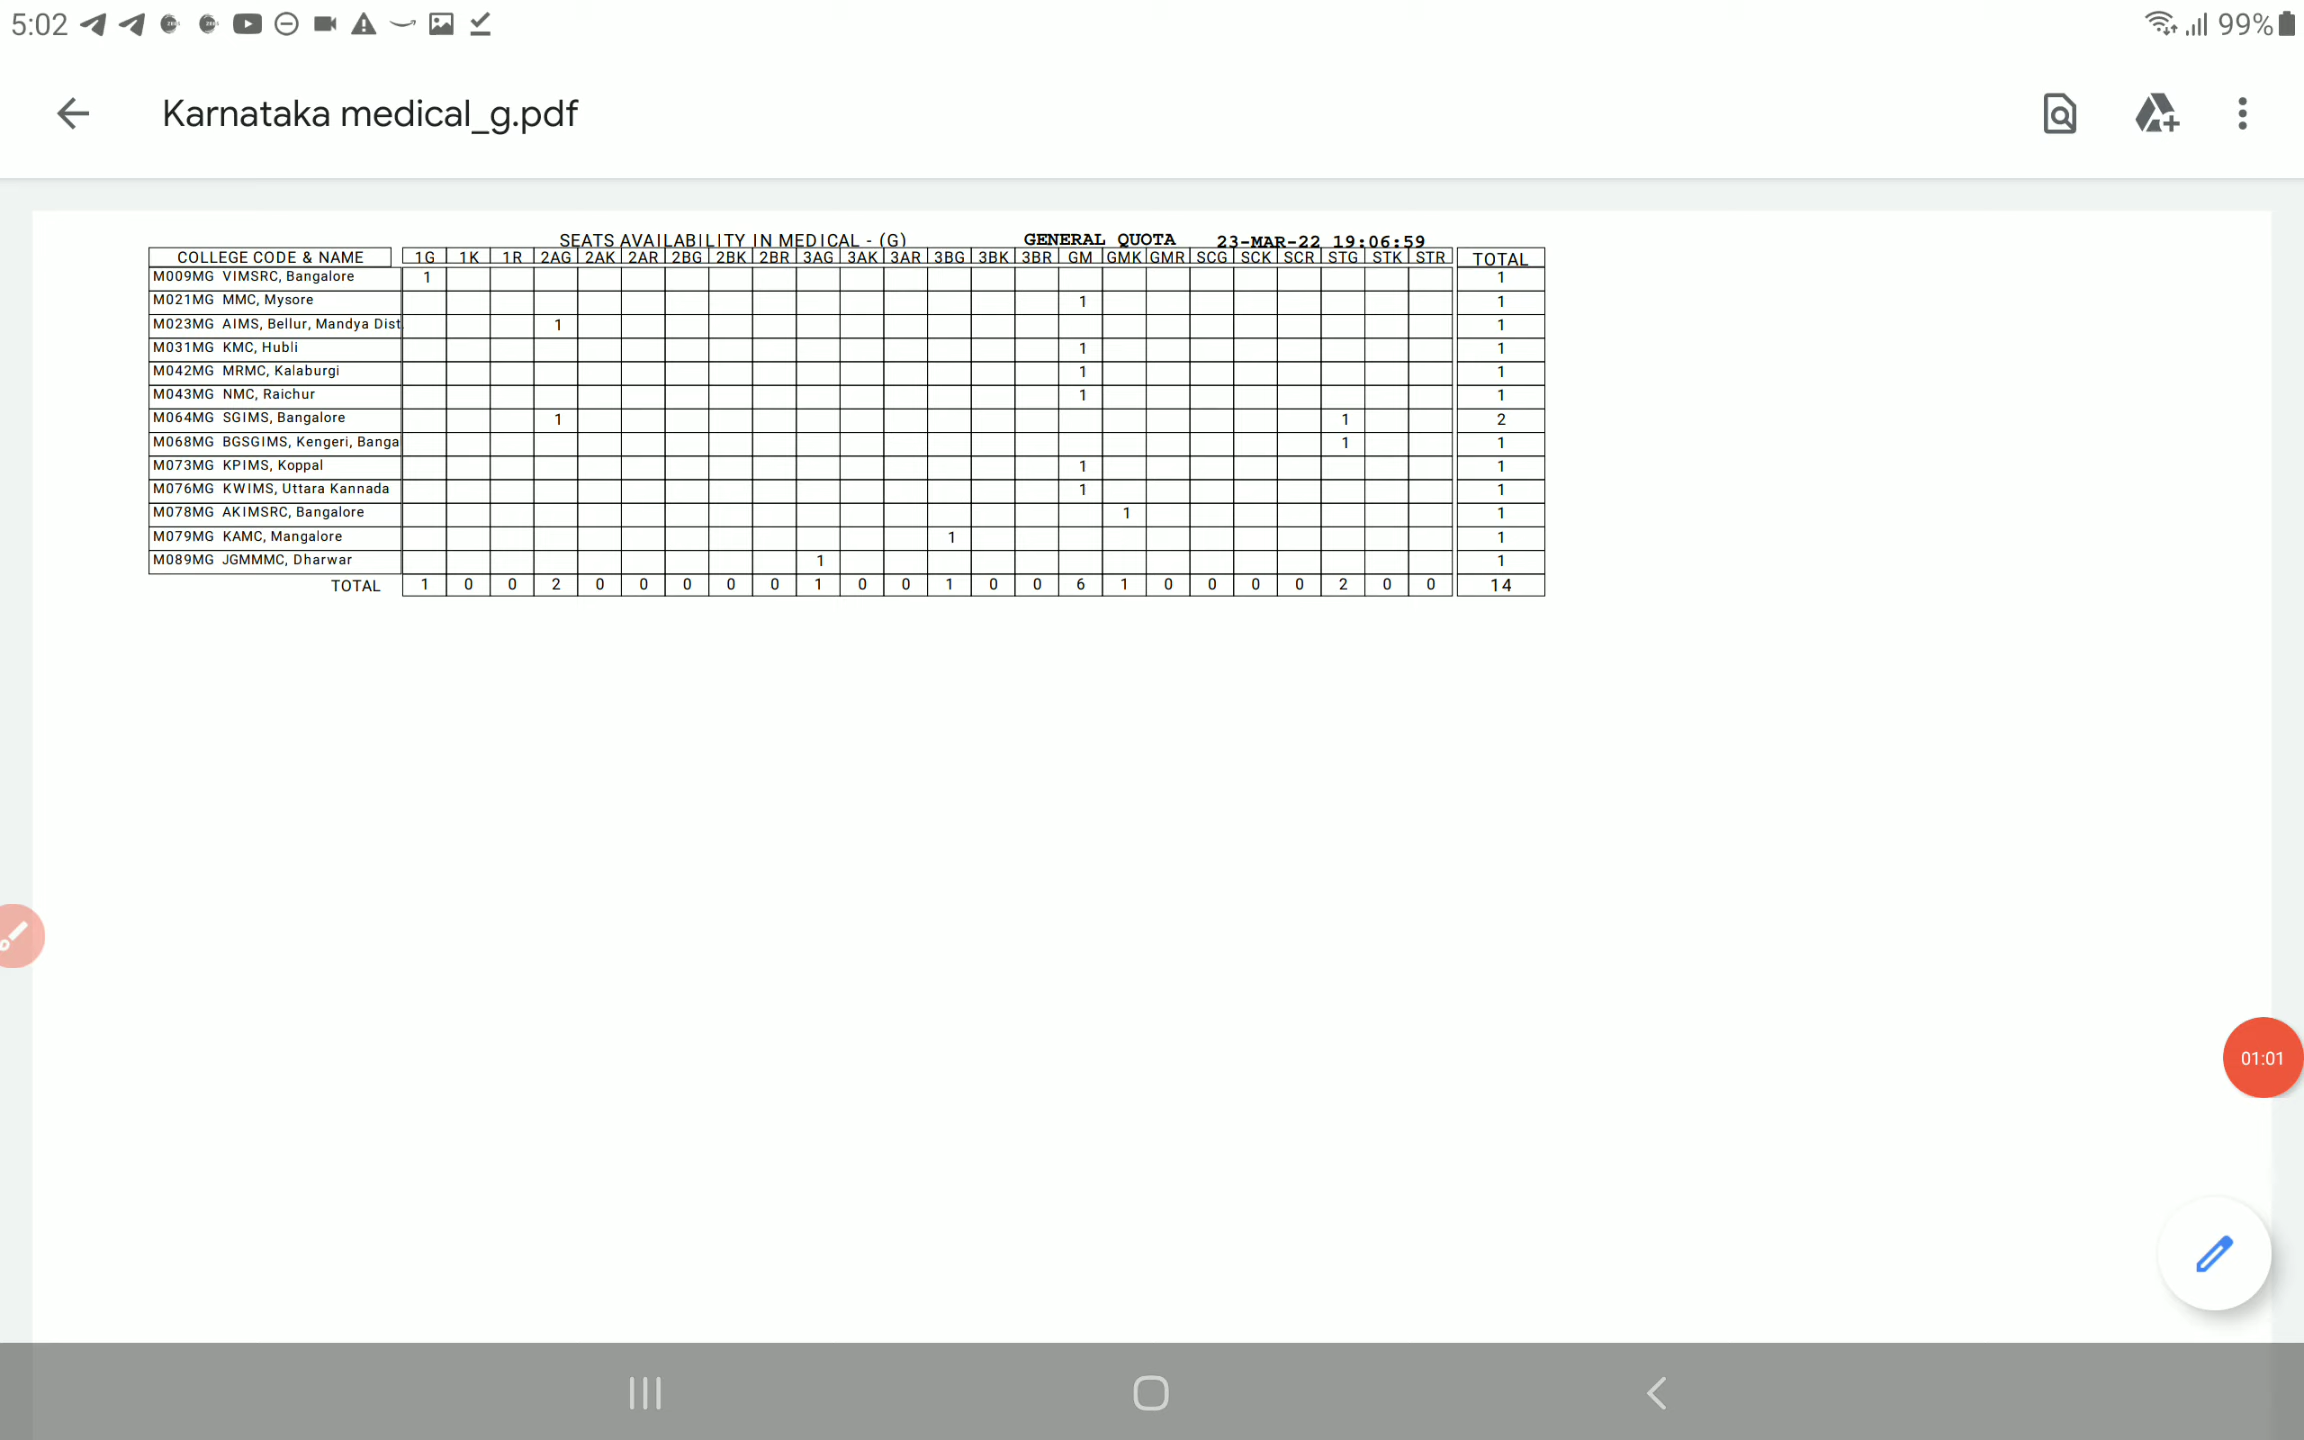 5:02 99%
Karnataka medical_g.pdf
SEATS AVAILABILITY IN MEDICAL - (G) GENERAL QUOTA 23-MAR-22 19:06:59
COLLEGE CODE & NAME 1G 1K 1R 2AG 2AK 2AR 2BG 2BK 2BR 3AG 3AK 3AR 3BG 3BK 3BR GM GMK GMR SCG SCK SCR STG STK STR TOTAL
M009MG VIMSRC, Bangalore 1 1
M021MG MMC, Mysore 1 1
M023MG AIMS, Bellur, Mandya Dist 1 1
M031MG KMC, Hubli 1 1
M042MG MRMC, Kalaburgi 1 1
M043MG NMC, Raichur 1 1
M064MG SGIMS, Bangalore 1 1 2
M068MG BGSGIMS, Kengeri, Banga 1 1
M073MG KPIMS, Koppal 1 1
M076MG KWIMS, Uttara Kannada 1 1
M078MG AKIMSRC, Bangalore 1 1
M079MG KAMC, Mangalore 1 1
M089MG JGMMMC, Dharwar 1 1
TOTAL 1 0 0 2 0 0 0 0 0 1 0 0 1 0 0 6 1 0 0 0 0 2 0 0 14
01:01